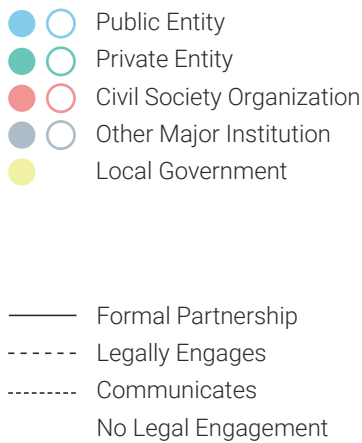 Public Entity
Private Entity
Civil Society Organization
Other Major Institution
Local Government
Formal Partnership
Legally Engages
Communicates
No Legal Engagement